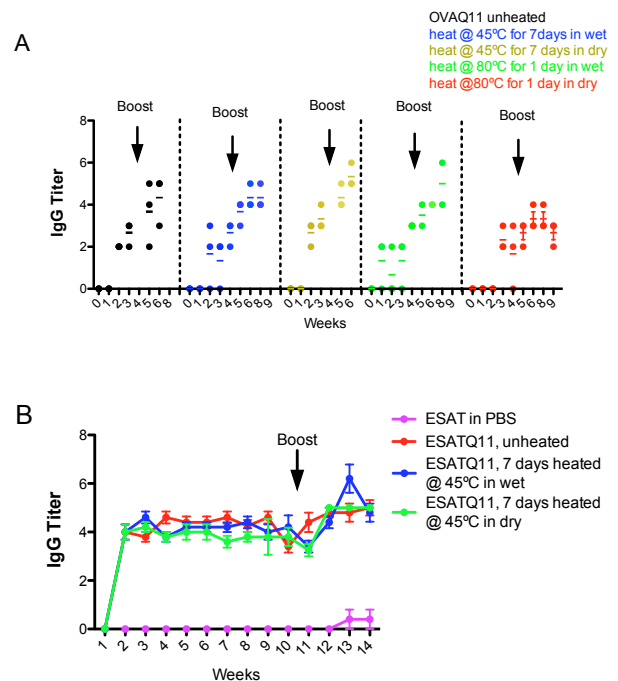 OVAQ11 unheated
heat @ 45ºC for 7days in wet
heat @ 45ºC for 7 days in dry
heat @ 80ºC for 1 day in wet
heat @80ºC for 1 day in dry
A
Boost Boost Boost Boost Boost
IgG Titer
8
6
4
2
0
0 1 2 3 4 5 6 8 0 1 2 3 4 5 6 8 9 0 1 2 3 4 5 6 0 1 2 3 4 5 6 9 0 1 2 3 4 5 6 8 9
Weeks
B
Boost
IgG Titer
8
6
4
2
0
1 2 3 4 5 6 7 8 9 10 11 12 13 14
Weeks
ESAT in PBS
ESATQ11, unheated
ESATQ11, 7 days heated
@ 45ºC in wet
ESATQ11, 7 days heated
@ 45ºC in dry